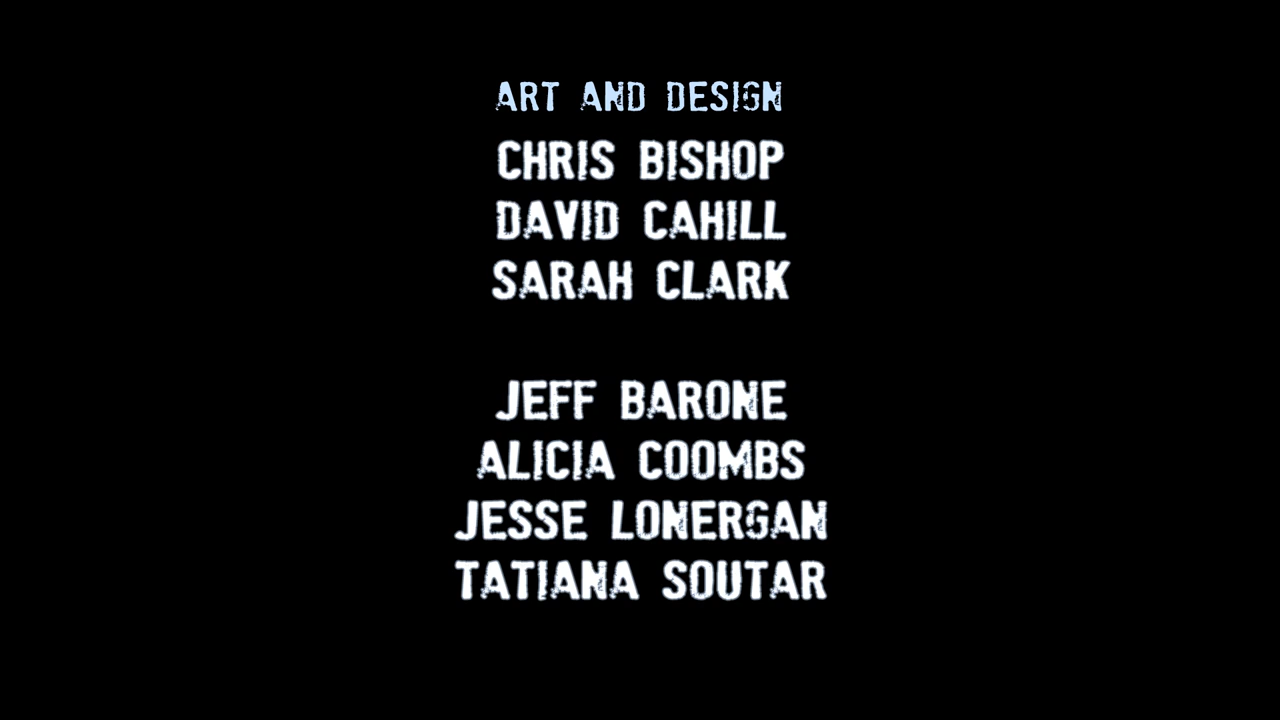 ART AND DESIGN
CHRIS BISHOP
DAVID CAHILL
SARAH CLARK
JEFF BARONE
ALICIA COOMBS
JESSE LONERGAN
TATIANA SOUTAR